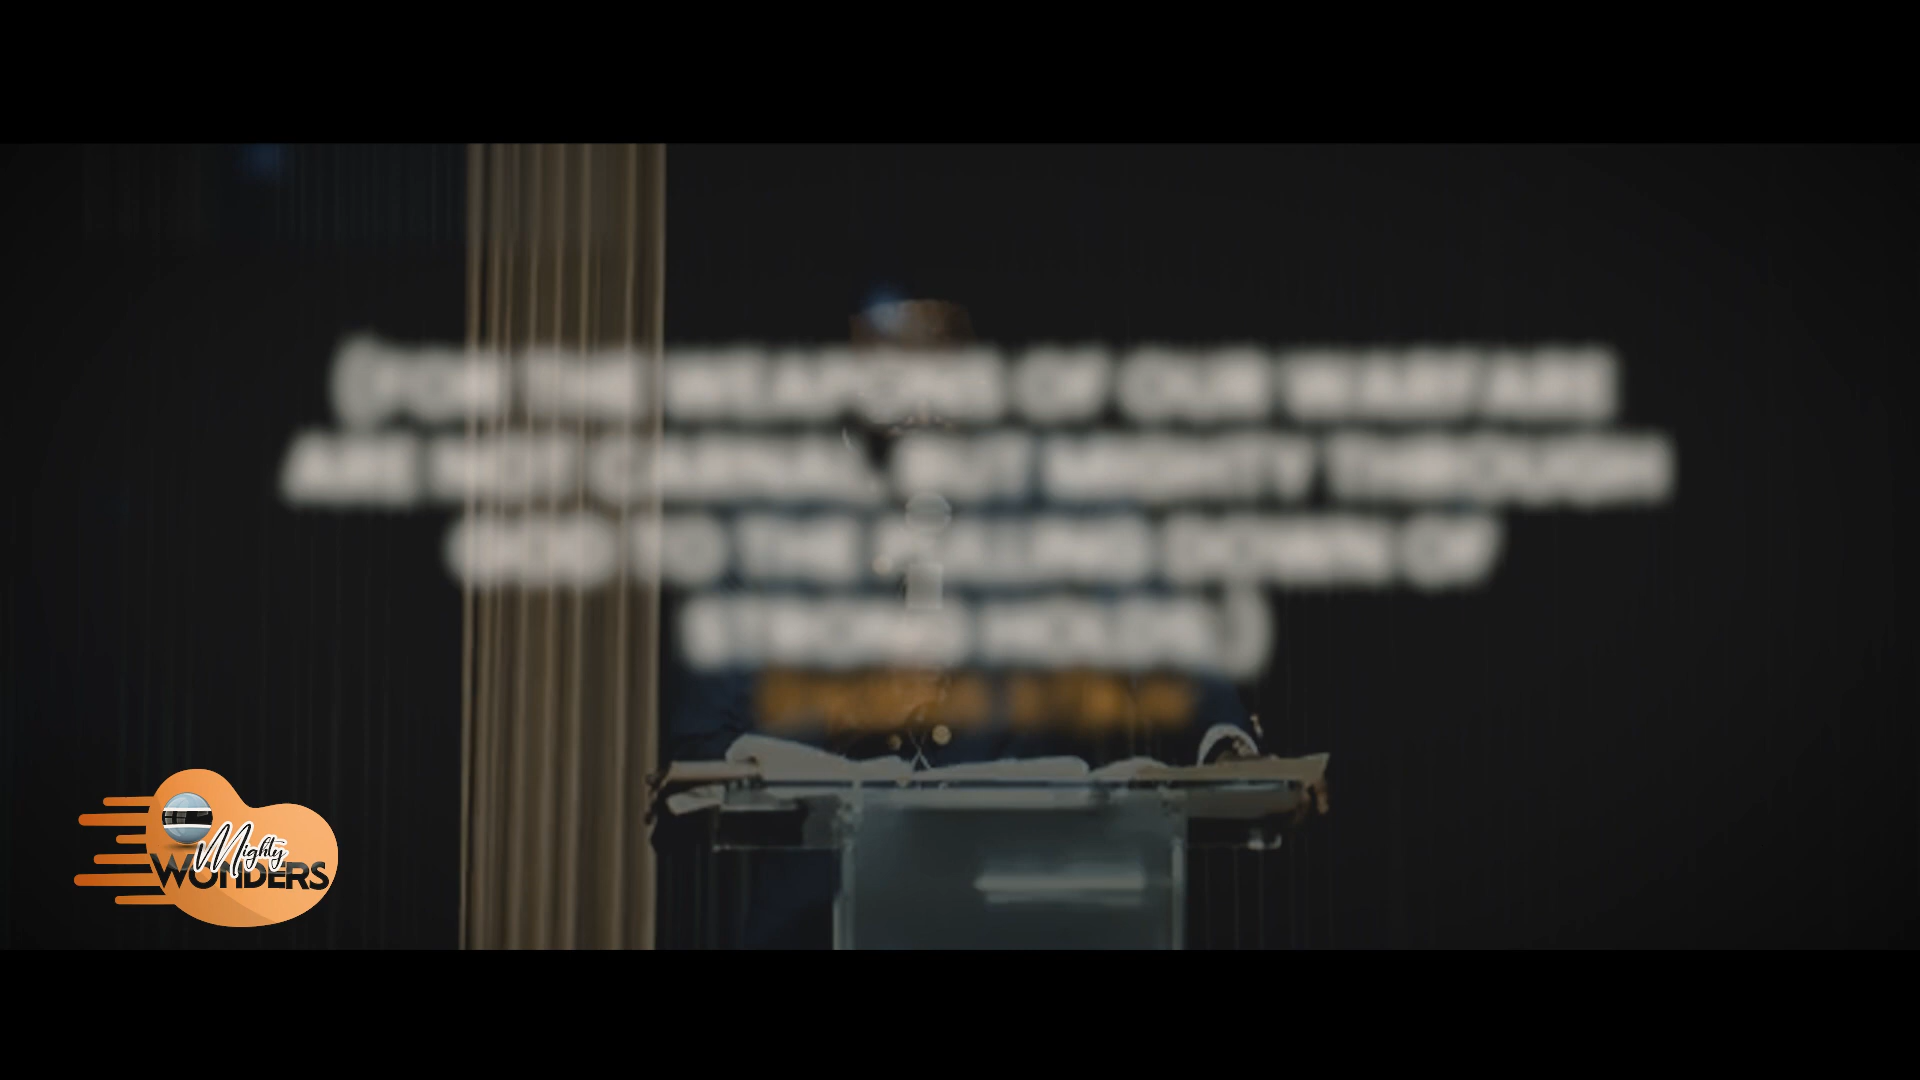 (FOR THE WEAPONS OF OUR WARFARE
ARE NOT CARNAL, BUT MIGHTY THROUGH
GOD TO THE PULLING DOWN OF
STRONG HOLDS;)
Mighty
WONDERS